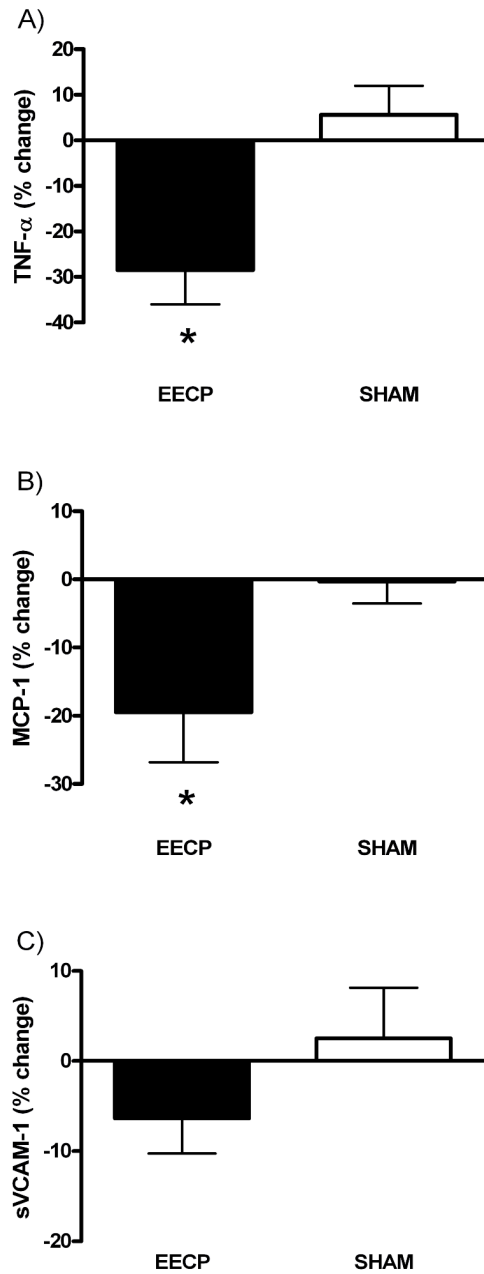 A)
TNF-α (% change)
20
10
0
-10
-20
-30
-40
*
EECP SHAM
B)
MCP-1 (% change)
10
0
-10
-20
-30
*
EECP SHAM
C)
sVCAM-1 (% change)
10
0
-10
-20
EECP SHAM